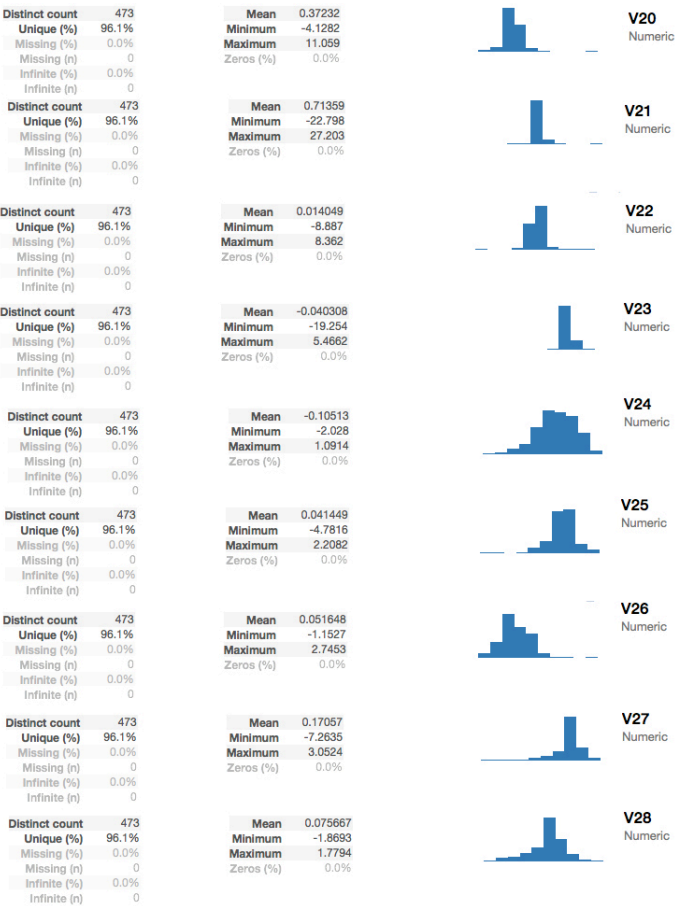 Distinct count 473 Mean 0.37232 V20
Unique (%) 96.1% Minimum -4.1282 Numeric
Missing (%) 0.0% Maximum 11.059
Missing (n) 0 Zeros (%) 0.0%
Infinite (%) 0.0%
Infinite (n) 0
Distinct count 473 Mean 0.71359 V21
Unique (%) 96.1% Minimum -22.798 Numeric
Missing (%) 0.0% Maximum 27.203
Missing (n) 0 Zeros (%) 0.0%
Infinite (%) 0.0%
Infinite (n) 0
Distinct count 473 Mean 0.014049 V22
Unique (%) 96.1% Minimum -8.887 Numeric
Missing (%) 0.0% Maximum 8.362
Missing (n) 0 Zeros (%) 0.0%
Infinite (%) 0.0%
Infinite (n) 0
Distinct count 473 Mean -0.040308 V23
Unique (%) 96.1% Minimum -19.254 Numeric
Missing (%) 0.0% Maximum 5.4662
Missing (n) 0 Zeros (%) 0.0%
Infinite (%) 0.0%
Infinite (n) 0
Distinct count 473 Mean -0.10513 V24
Unique (%) 96.1% Minimum -2.028 Numeric
Missing (%) 0.0% Maximum 1.0914
Missing (n) 0 Zeros (%) 0.0%
Infinite (%) 0.0%
Infinite (n) 0
Distinct count 473 Mean 0.041449 V25
Unique (%) 96.1% Minimum -4.7816 Numeric
Missing (%) 0.0% Maximum 2.2082
Missing (n) 0 Zeros (%) 0.0%
Infinite (%) 0.0%
Infinite (n) 0
Distinct count 473 Mean 0.051648 V26
Unique (%) 96.1% Minimum -1.1527 Numeric
Missing (%) 0.0% Maximum 2.7453
Missing (n) 0 Zeros (%) 0.0%
Infinite (%) 0.0%
Infinite (n) 0
Distinct count 473 Mean 0.17057 V27
Unique (%) 96.1% Minimum -7.2635 Numeric
Missing (%) 0.0% Maximum 3.0524
Missing (n) 0 Zeros (%) 0.0%
Infinite (%) 0.0%
Infinite (n) 0
Distinct count 473 Mean 0.075667 V28
Unique (%) 96.1% Minimum -1.8693 Numeric
Missing (%) 0.0% Maximum 1.7794
Missing (n) 0 Zeros (%) 0.0%
Infinite (%) 0.0%
Infinite (n) 0